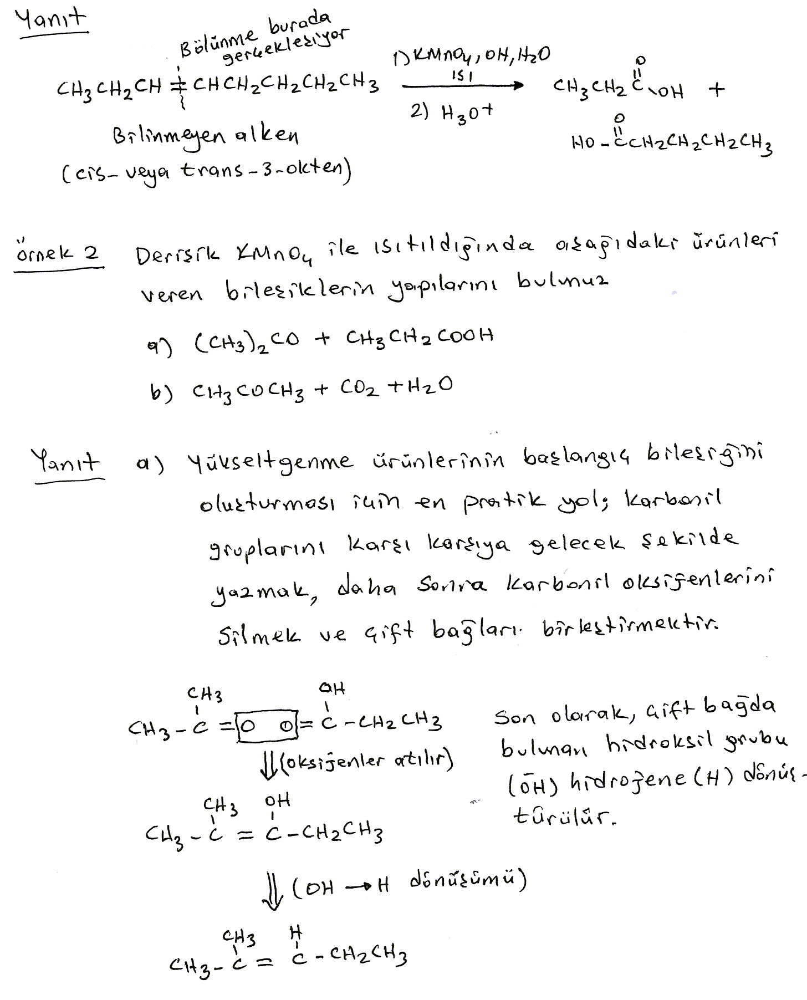 Yanıt
Bölünme burada
gerçekleşiyor
CH3CH2CH ‡ CHCH2CH2CH2CH3
1) KMnO4, OH, H2O
ısı
2) H3O+
O
CH3CH2C\OH +
O
HO-CCH2CH2CH2CH3
Bilinmeyen alken
(cis- veya trans-3-okten)
Örnek 2 Derişik KMnO4 ile ısıtıldığında aşağıdaki ürünleri
veren bileşiklerin yapılarını bulunuz
a) (CH3)2CO + CH3CH2COOH
b) CH3COCH3 + CO2 + H2O
Yanıt a) Yükseltgenme ürünlerinin başlangıç bileşiğini
oluşturması için en pratik yol; karbonil
gruplarını karşı karşıya gelecek şekilde
yazmak, daha sonra karbonil oksijenlerini
silmek ve çift bağları birleştirmektir.
CH3 OH
CH3-C=O O=C-CH2CH3
⇓(oksijenler atılır)
CH3 OH
CH3-C = C-CH2CH3
Son olarak, çift bağda
bulunan hidroksil grubu
(ŌH) hidrojene (H) dönüş-
türülür.
⇓ (OH → H dönüşümü)
CH3 H
CH3-C = C-CH2CH3